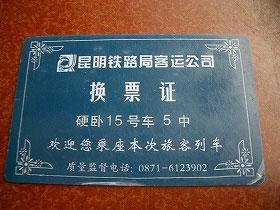 昆明铁路局客运公司
换票证
硬卧15号车 5中
欢迎您乘座本次旅客列车
质量监督电话: 0871-6123902